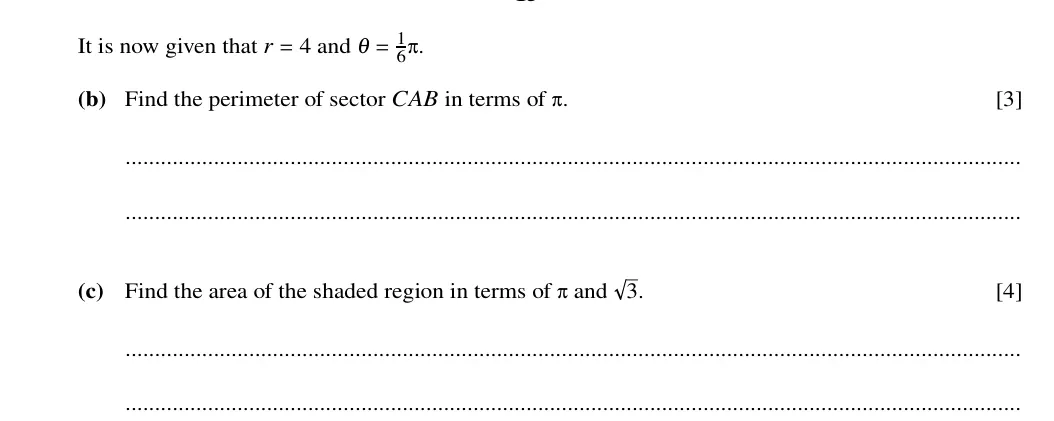 It is now given that r = 4 and θ = 1/6 π.
(b) Find the perimeter of sector CAB in terms of π. [3]
(c) Find the area of the shaded region in terms of π and √3. [4]